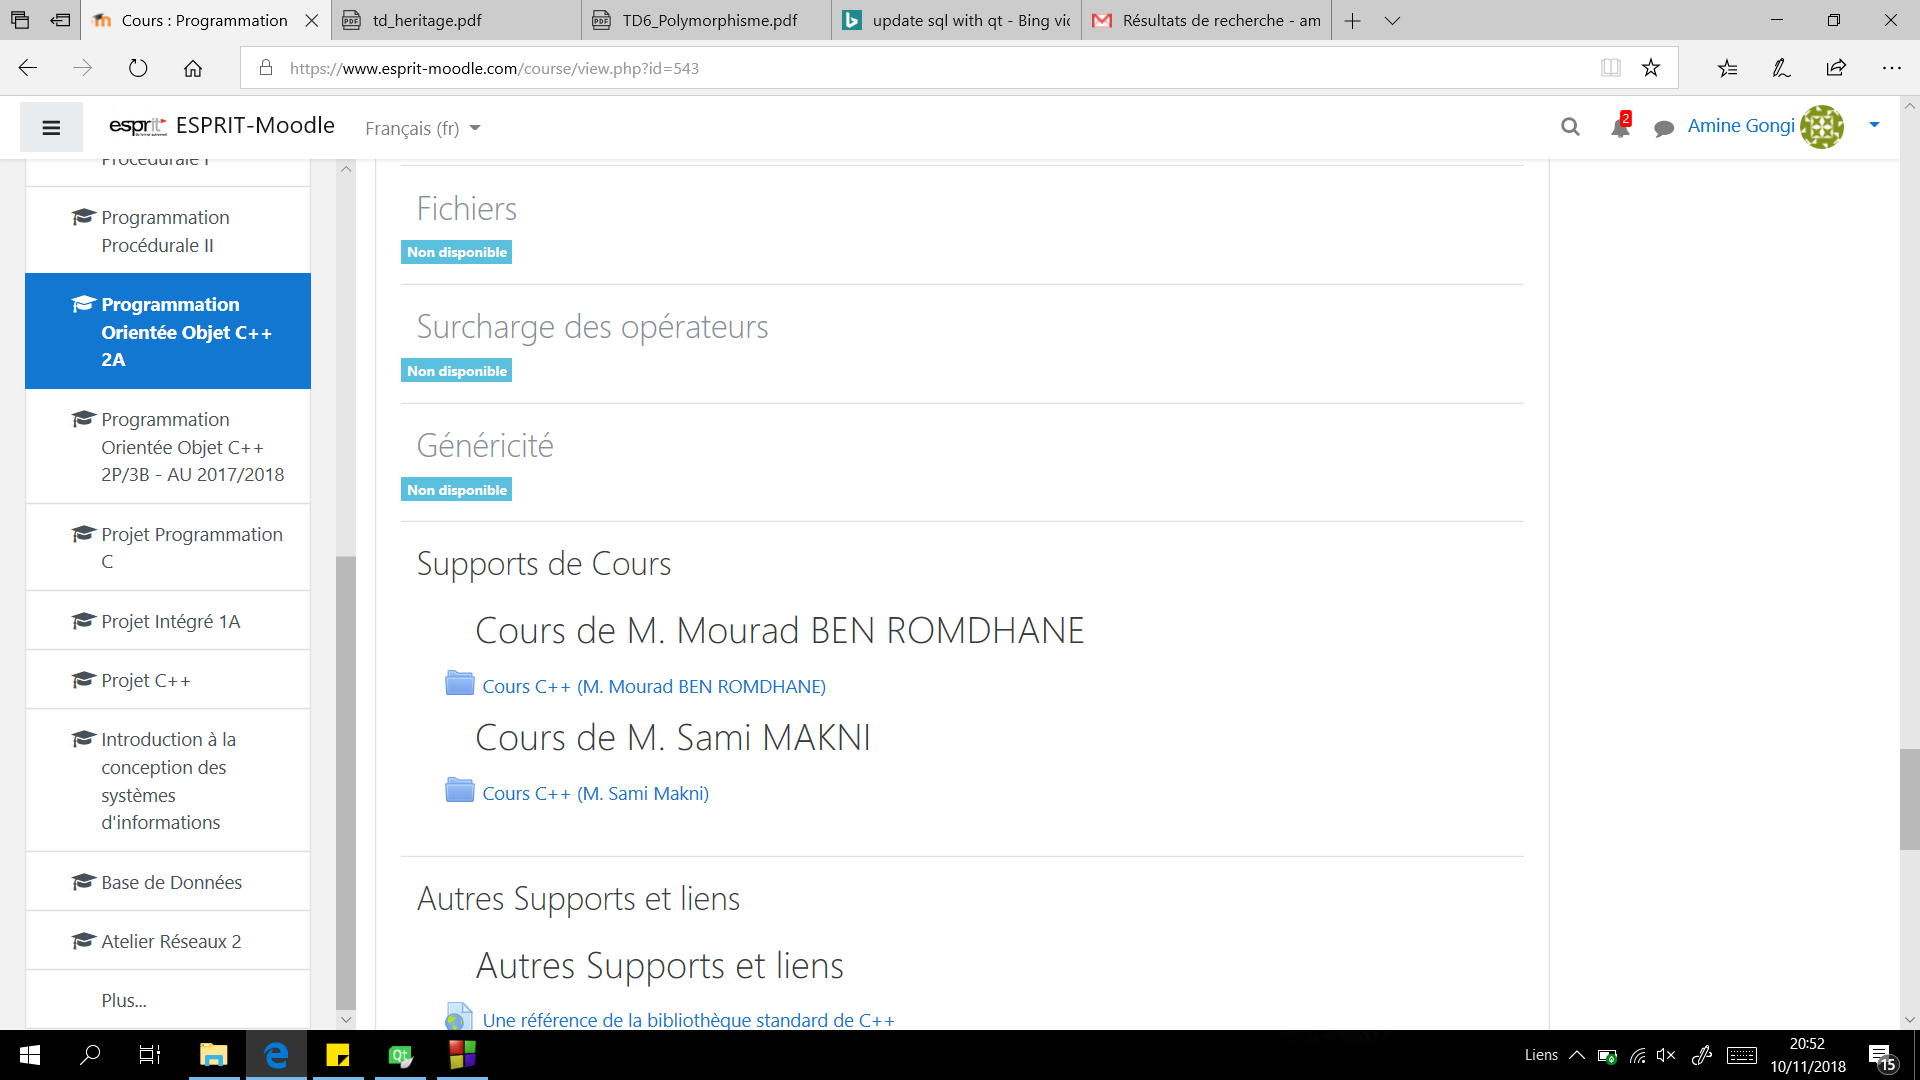 Cours : Programmation
td_heritage.pdf
TD6_Polymorphisme.pdf
update sql with qt - Bing vi
Résultats de recherche - am
https://www.esprit-moodle.com/course/view.php?id=543
esprit ESPRIT-Moodle
Français (fr)
2
Amine Gongi
Procédurale I
Programmation
Procédurale II
Programmation
Orientée Objet C++
2A
Programmation
Orientée Objet C++
2P/3B - AU 2017/2018
Projet Programmation
C
Projet Intégré 1A
Projet C++
Introduction à la
conception des
systèmes
d'informations
Base de Données
Atelier Réseaux 2
Plus...
Fichiers
Non disponible
Surcharge des opérateurs
Non disponible
Généricité
Non disponible
Supports de Cours
Cours de M. Mourad BEN ROMDHANE
Cours C++ (M. Mourad BEN ROMDHANE)
Cours de M. Sami MAKNI
Cours C++ (M. Sami Makni)
Autres Supports et liens
Autres Supports et liens
Une référence de la bibliothèque standard de C++
Qt
Liens
20:52
10/11/2018
15